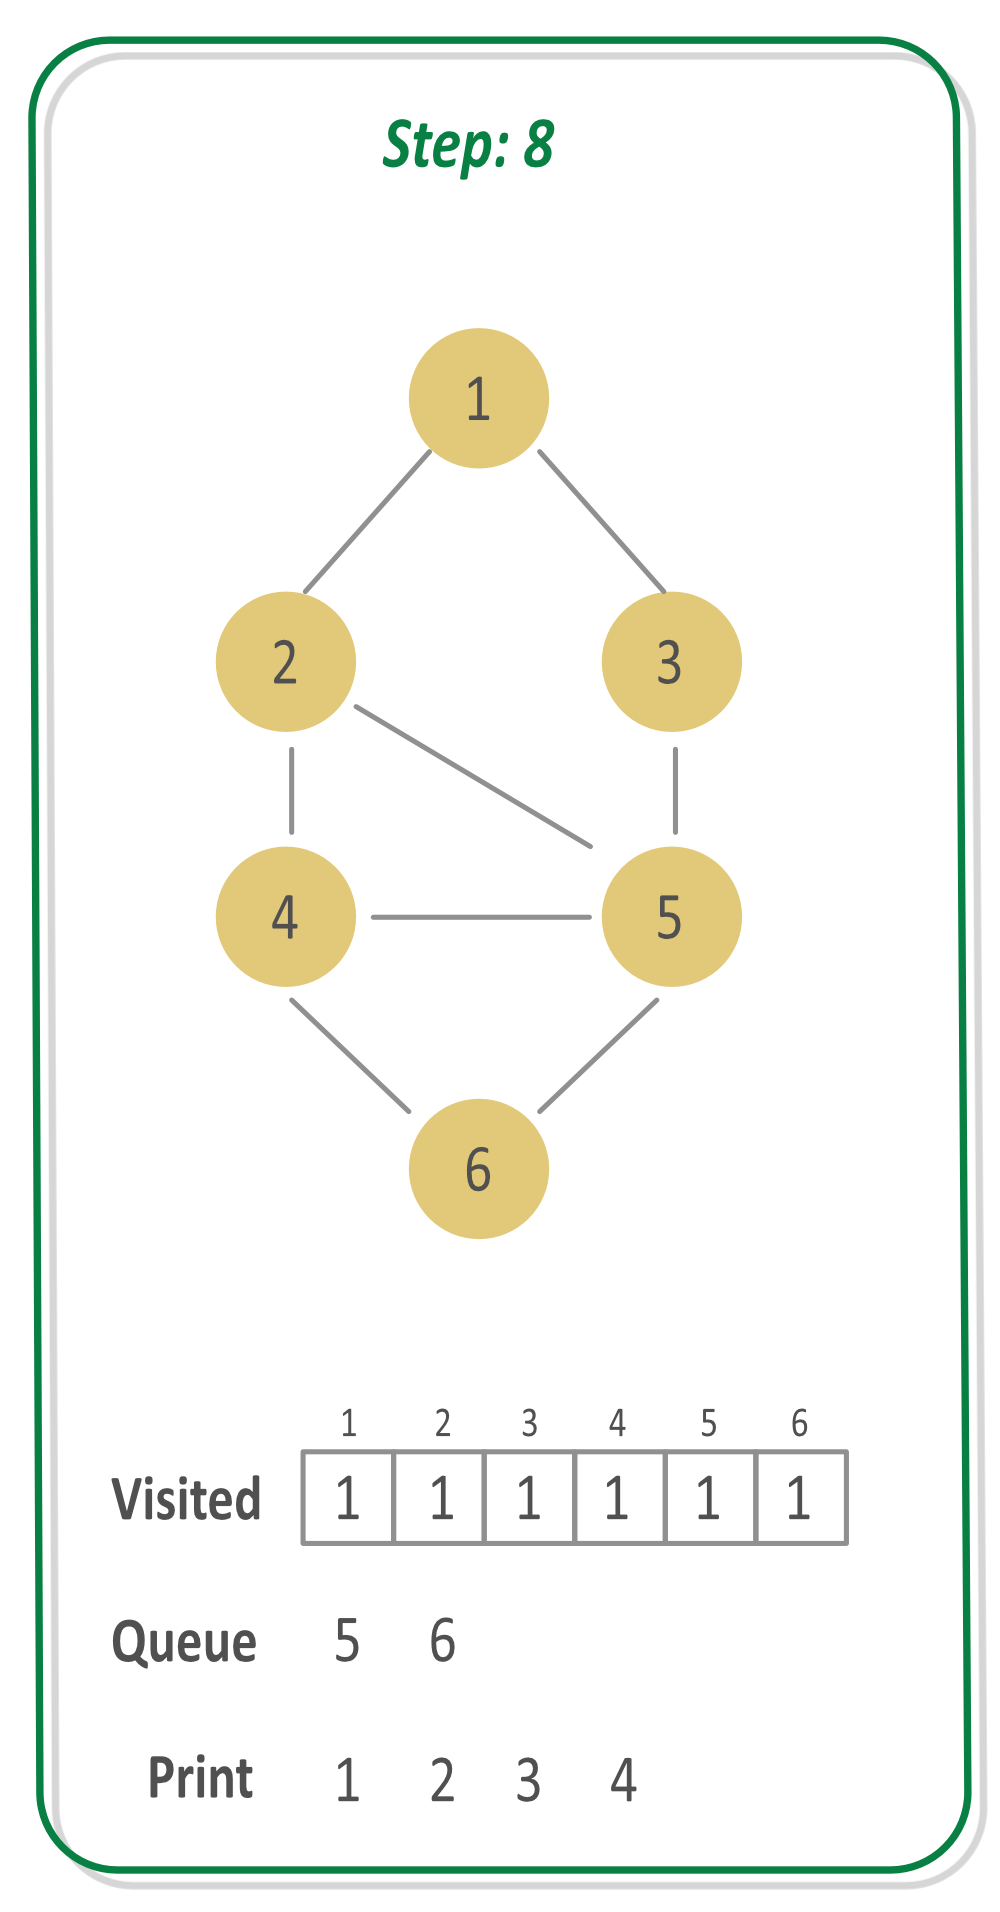 Step: 8
1
2 3
4 5
6
1 2 3 4 5 6
Visited 1 1 1 1 1 1
Queue 5 6
Print 1 2 3 4